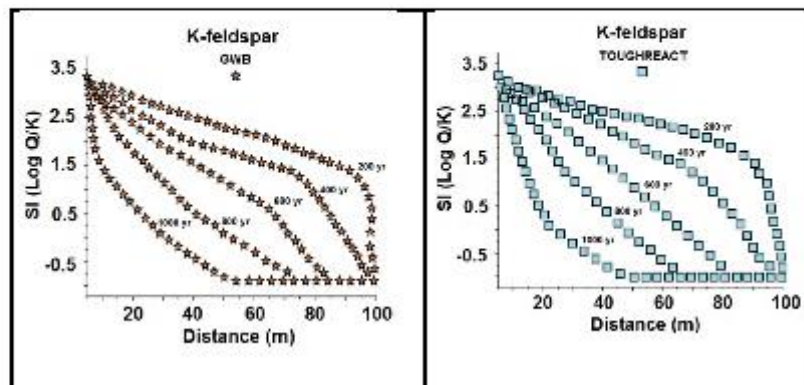 K-feldspar
GWB
3.5
2.5
1.5
0.5
-0.5
SI (Log Q/K)
200 yr
400 yr
600 yr
800 yr
1000 yr
20 40 60 80 100
Distance (m)
K-feldspar
TOUGHREACT
3.5
2.5
1.5
0.5
-0.5
SI (Log Q/K)
200 yr
400 yr
600 yr
800 yr
1000 yr
20 40 60 80 100
Distance (m)